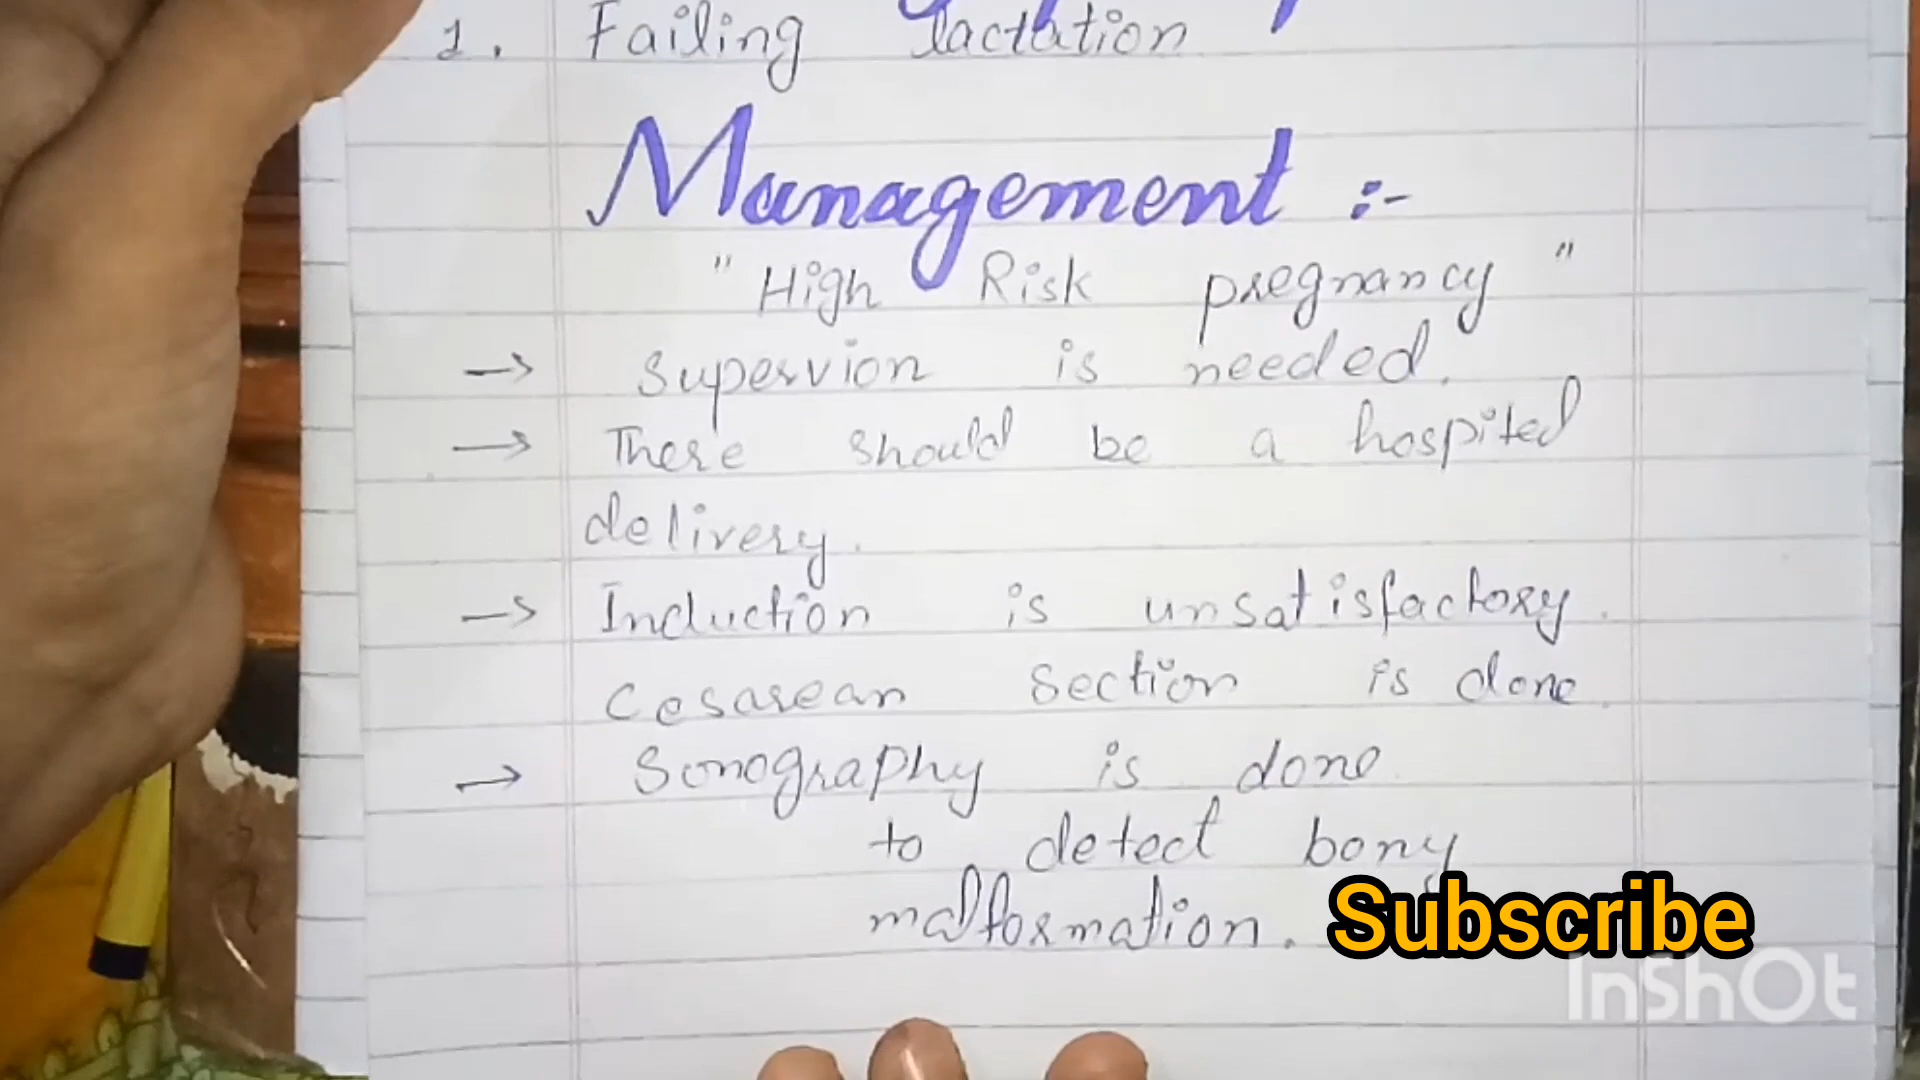 1. Failing lactation
Management :-
"High Risk pregnancy"
→ Supervion is needed.
→ There should be a hospital
delivery.
→ Induction is unsatisfactory.
Cesarean section is done.
→ Sonography is done
to detect bony
malformation.
Subscribe
InShOt